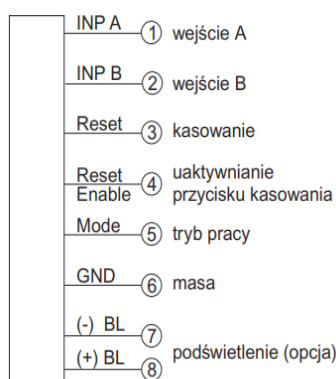 INP A ① wejście A
INP B ② wejście B
Reset ③ kasowanie
Reset Enable ④ uaktywnianie przycisku kasowania
Mode ⑤ tryb pracy
GND ⑥ masa
(-) BL ⑦
(+) BL ⑧
podświetlenie (opcja)